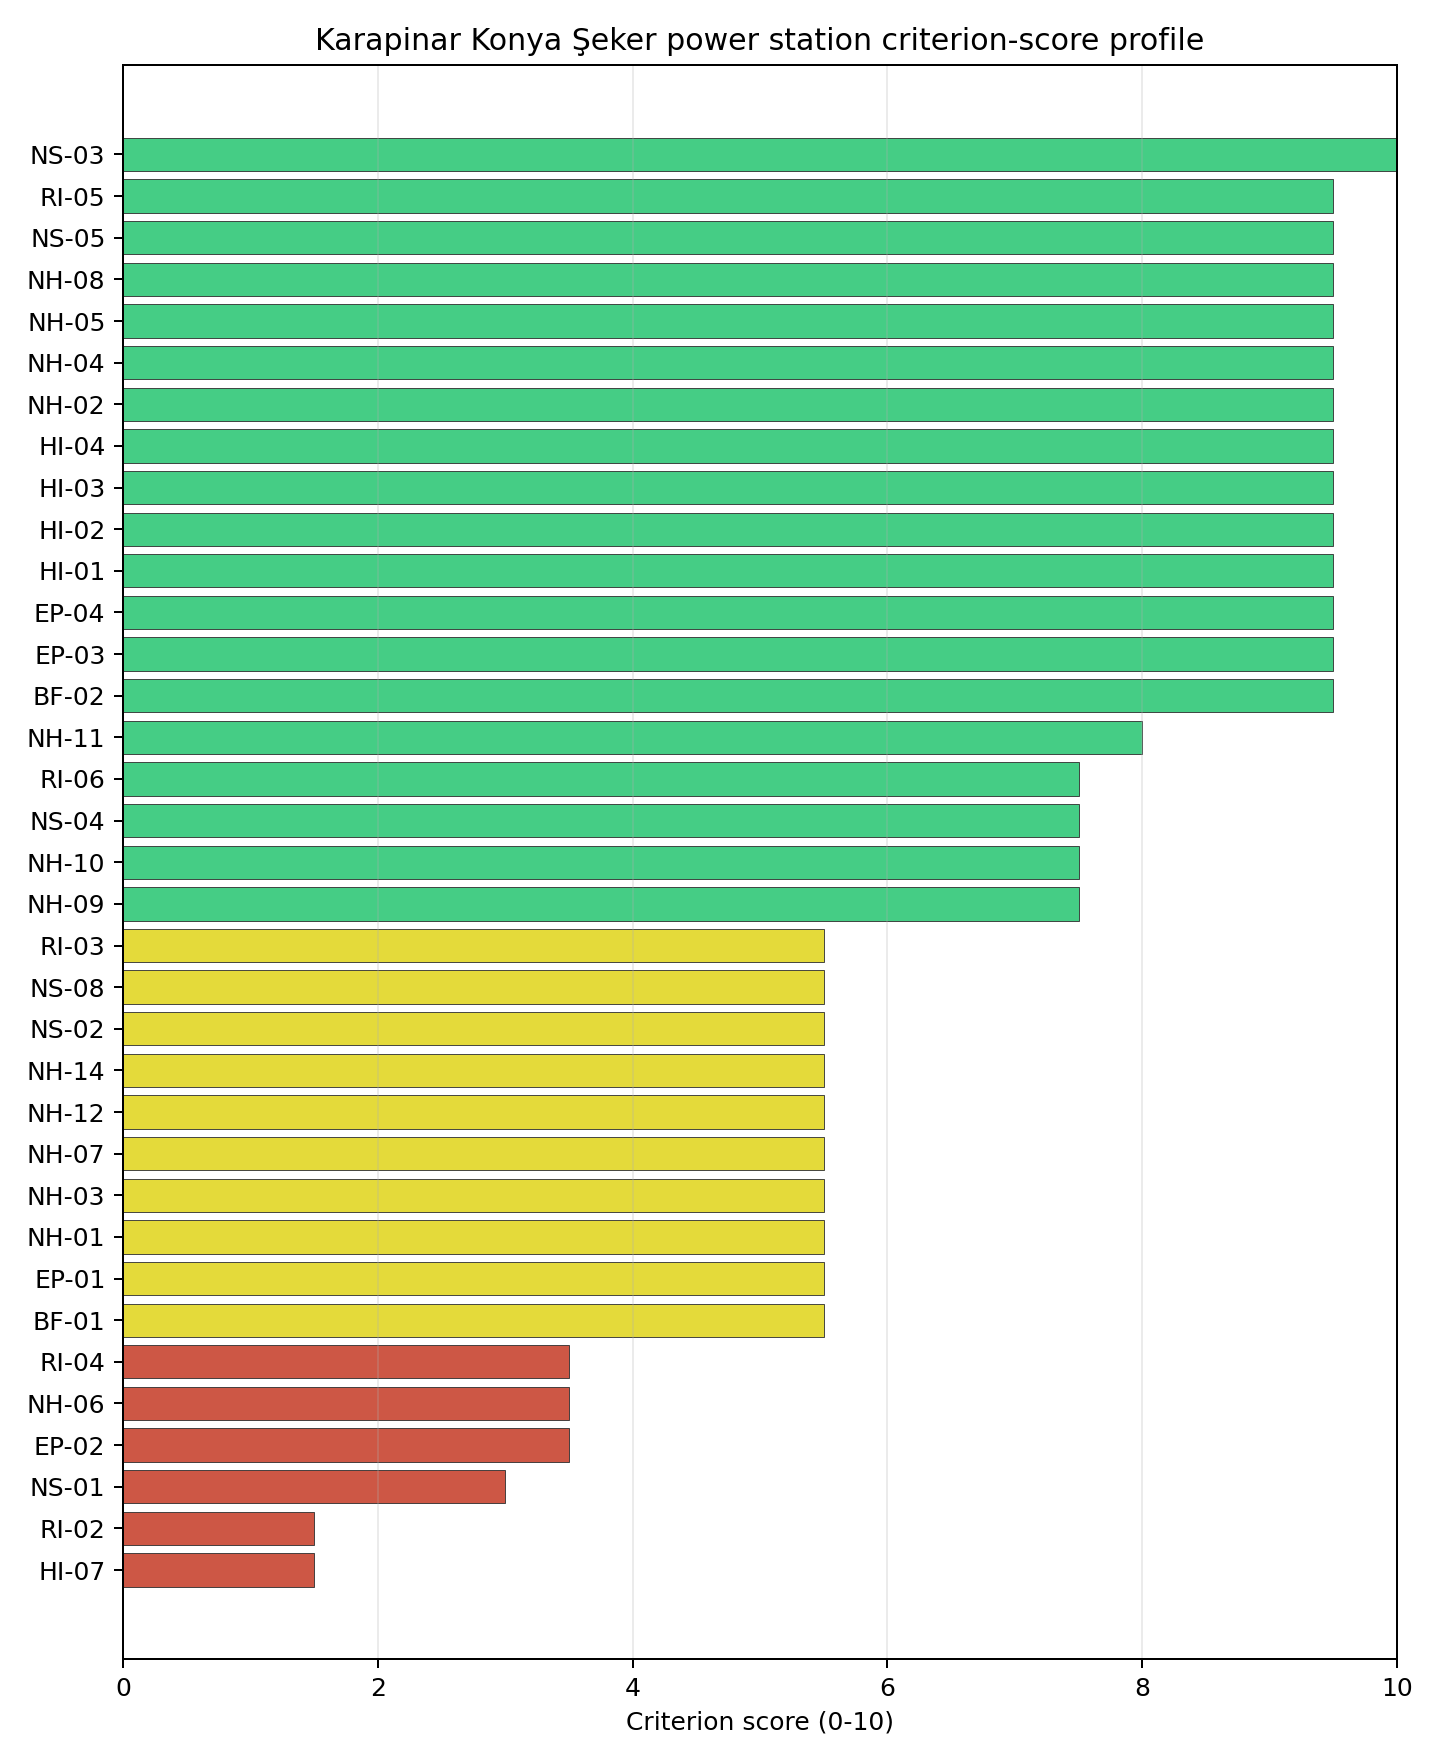 Karapinar Konya Şeker power station criterion-score profile
NS-03
RI-05
NS-05
NH-08
NH-05
NH-04
NH-02
HI-04
HI-03
HI-02
HI-01
EP-04
EP-03
BF-02
NH-11
RI-06
NS-04
NH-10
NH-09
RI-03
NS-08
NS-02
NH-14
NH-12
NH-07
NH-03
NH-01
EP-01
BF-01
RI-04
NH-06
EP-02
NS-01
RI-02
HI-07
0 2 4 6 8 10
Criterion score (0-10)